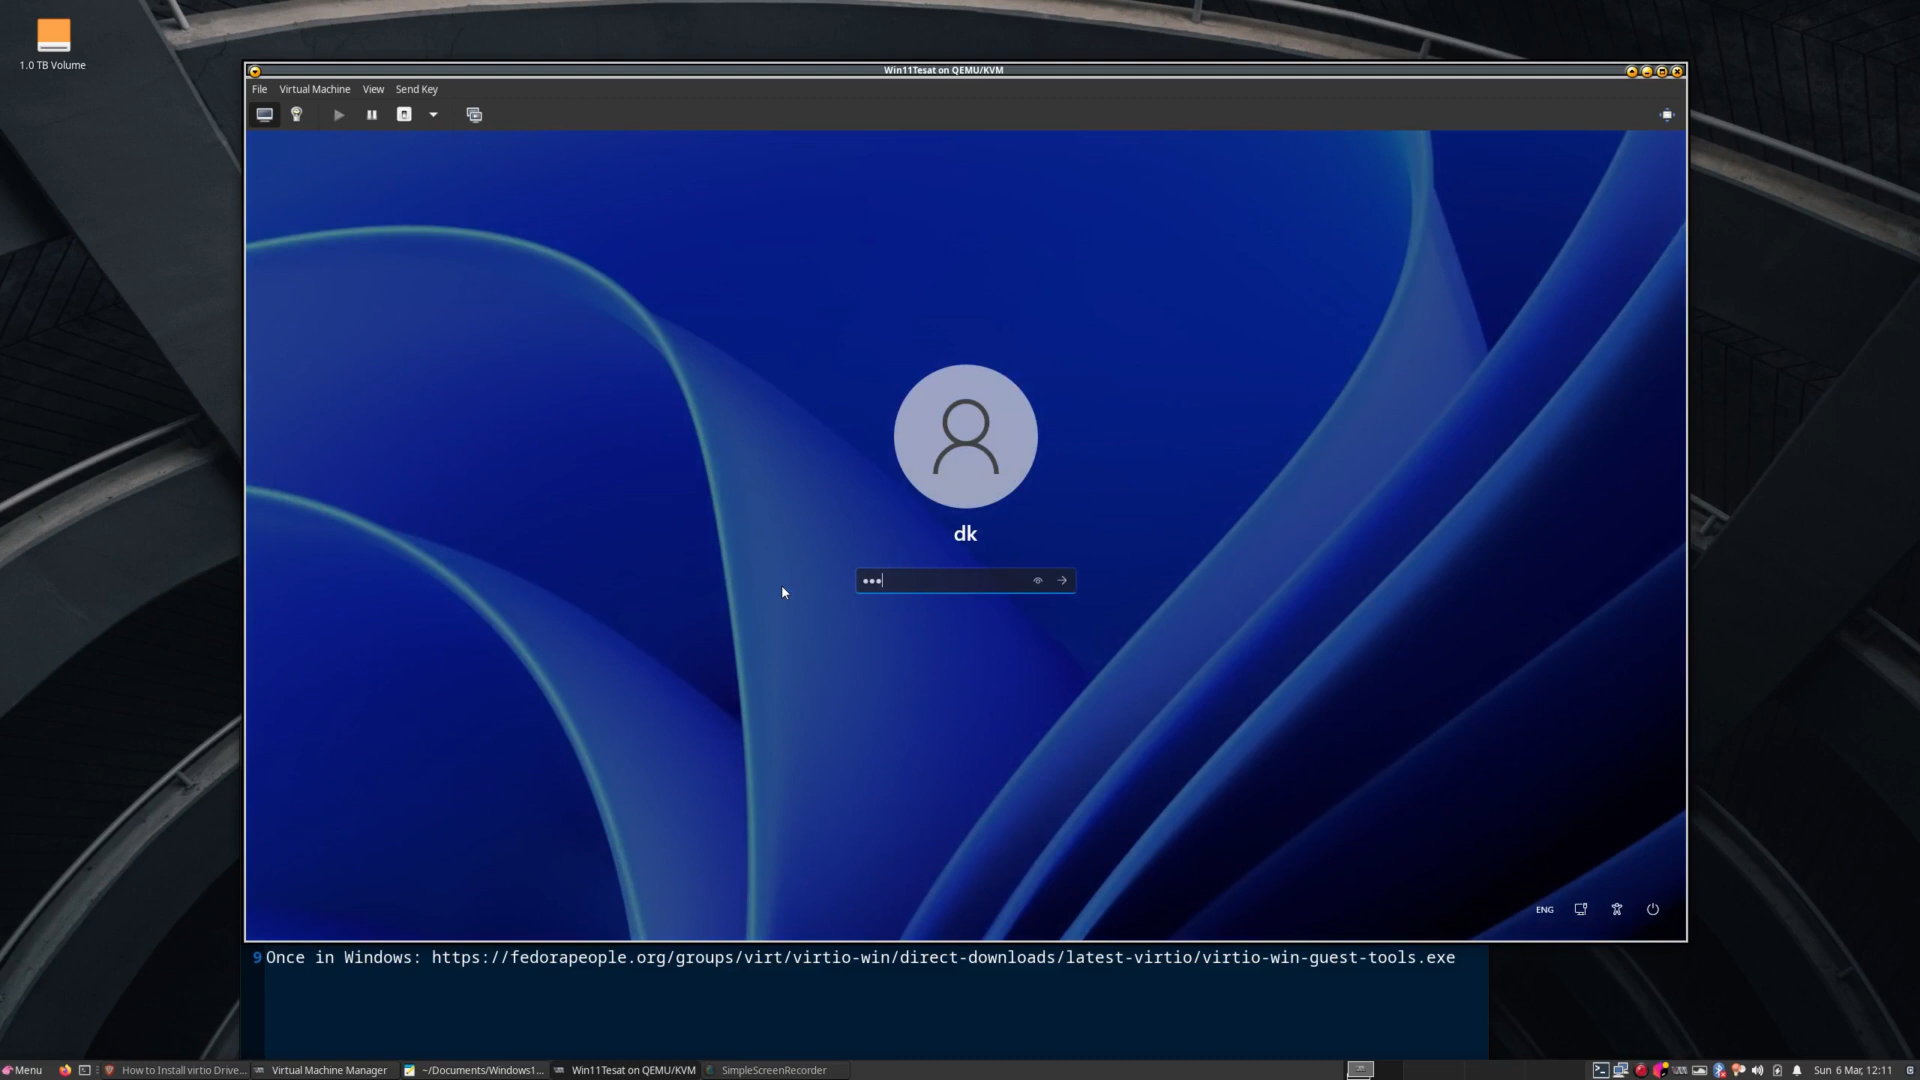 1.0 TB Volume
Win11Tesat on QEMU/KVM
File Virtual Machine View Send Key
dk
ENG
9 Once in Windows: https://fedorapeople.org/groups/virt/virtio-win/direct-downloads/latest-virtio/virtio-win-guest-tools.exe
Menu How to Install virtio Drive... Virtual Machine Manager ~/Documents/Windows1... Win11Tesat on QEMU/KVM SimpleScreenRecorder Sun 6 Mar, 12:11